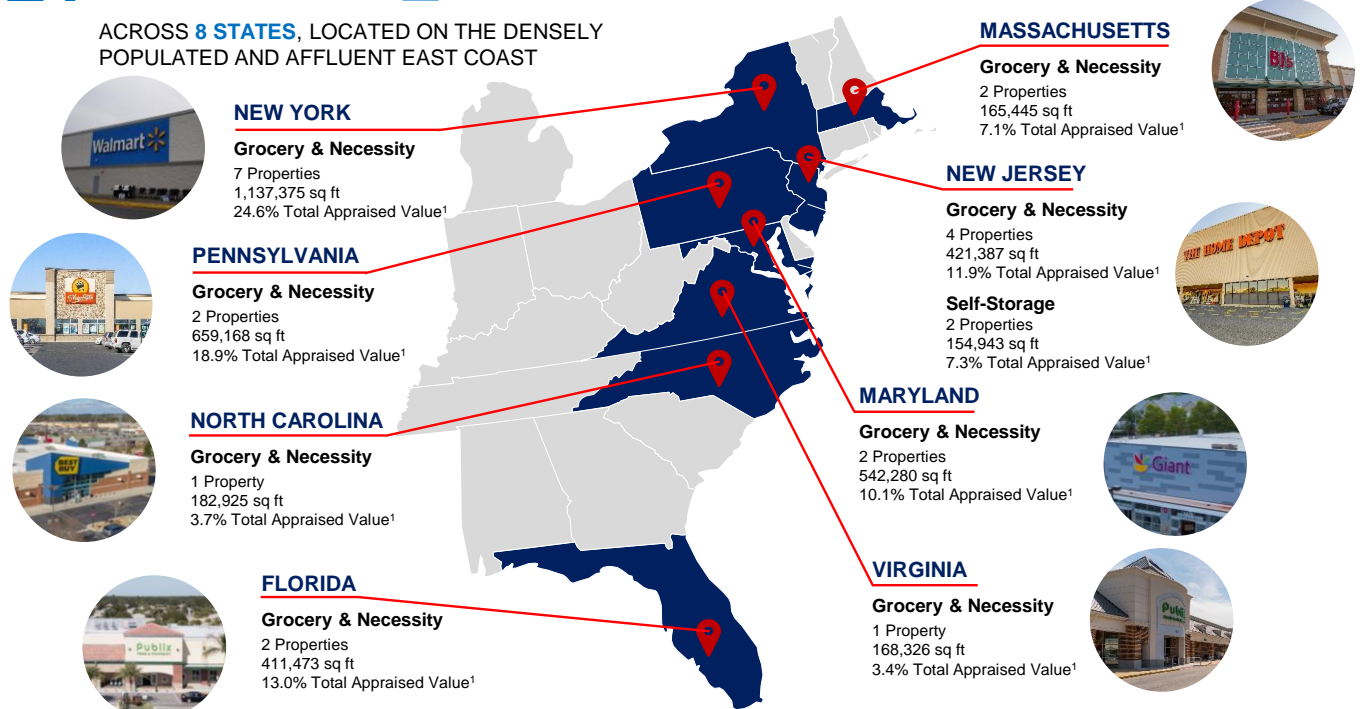 ACROSS 8 STATES, LOCATED ON THE DENSELY
POPULATED AND AFFLUENT EAST COAST
NEW YORK
Grocery & Necessity
7 Properties
1,137,375 sq ft
24.6% Total Appraised Value¹
PENNSYLVANIA
Grocery & Necessity
2 Properties
659,168 sq ft
18.9% Total Appraised Value¹
NORTH CAROLINA
Grocery & Necessity
1 Property
182,925 sq ft
3.7% Total Appraised Value¹
FLORIDA
Grocery & Necessity
2 Properties
411,473 sq ft
13.0% Total Appraised Value¹
MASSACHUSETTS
Grocery & Necessity
2 Properties
165,445 sq ft
7.1% Total Appraised Value¹
NEW JERSEY
Grocery & Necessity
4 Properties
421,387 sq ft
11.9% Total Appraised Value¹
Self-Storage
2 Properties
154,943 sq ft
7.3% Total Appraised Value¹
MARYLAND
Grocery & Necessity
2 Properties
542,280 sq ft
10.1% Total Appraised Value¹
VIRGINIA
Grocery & Necessity
1 Property
168,326 sq ft
3.4% Total Appraised Value¹
Walmart
ShopRite
BEST BUY
Publix
BJ's
THE HOME DEPOT
Giant
Publix